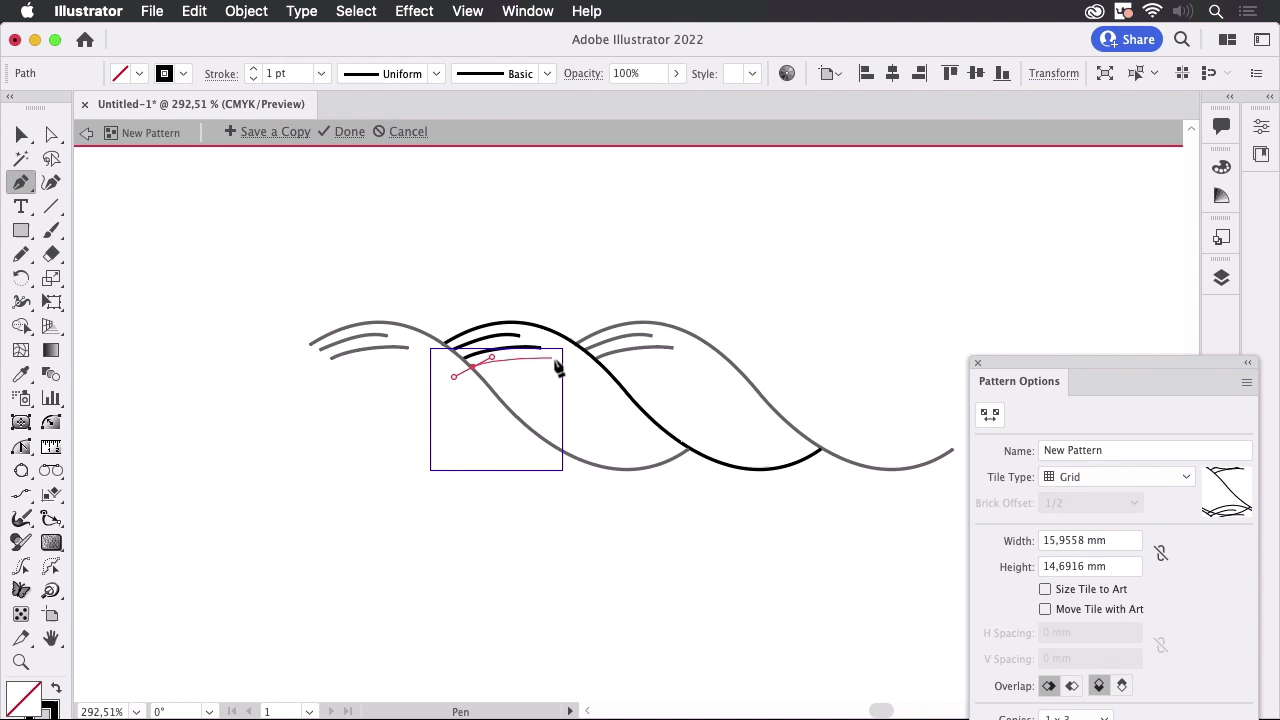 Illustrator File Edit Object Type Select Effect View Window Help
Adobe Illustrator 2022
Share
Path
Stroke: 1 pt Uniform Basic Opacity: 100% Style: Transform
× Untitled-1* @ 292,51 % (CMYK/Preview)
New Pattern + Save a Copy Done Cancel
Pattern Options
Name: New Pattern
Tile Type: Grid
Brick Offset: 1/2
Width: 15,9558 mm
Height: 14,6916 mm
Size Tile to Art
Move Tile with Art
H Spacing: 0 mm
V Spacing: 0 mm
Overlap:
Copies: 1 x 3
292,51% 0° 1 Pen